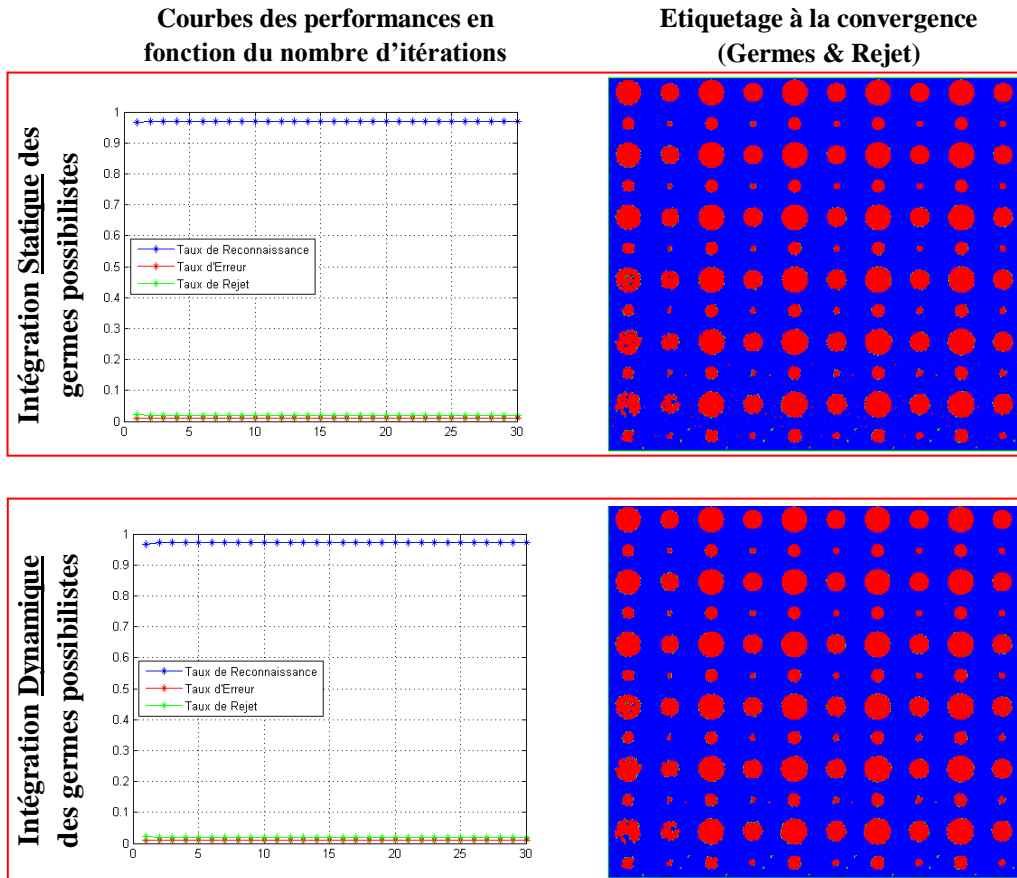 Courbes des performances en
fonction du nombre d'itérations
Etiquetage à la convergence
(Germes & Rejet)
Intégration Statique des
germes possibilistes
1
0.9
0.8
0.7
0.6
0.5
0.4
0.3
0.2
0.1
0
Taux de Reconnaissance
Taux d'Erreur
Taux de Rejet
0 5 10 15 20 25 30
Intégration Dynamique
des germes possibilistes
1
0.9
0.8
0.7
0.6
0.5
0.4
0.3
0.2
0.1
0
Taux de Reconnaissance
Taux d'Erreur
Taux de Rejet
0 5 10 15 20 25 30